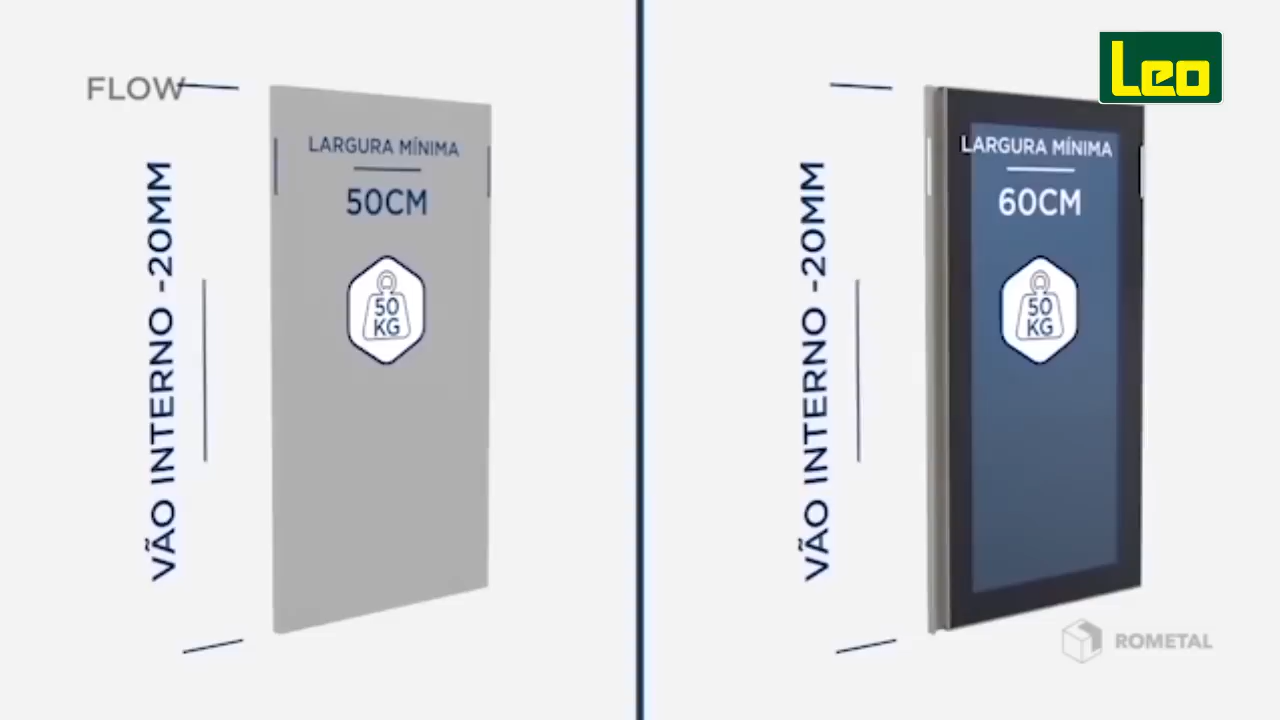 FLOW
LARGURA MÍNIMA
50CM
50
KG
VÃO INTERNO -20MM
Leo
LARGURA MÍNIMA
60CM
50
KG
VÃO INTERNO -20MM
ROMETAL